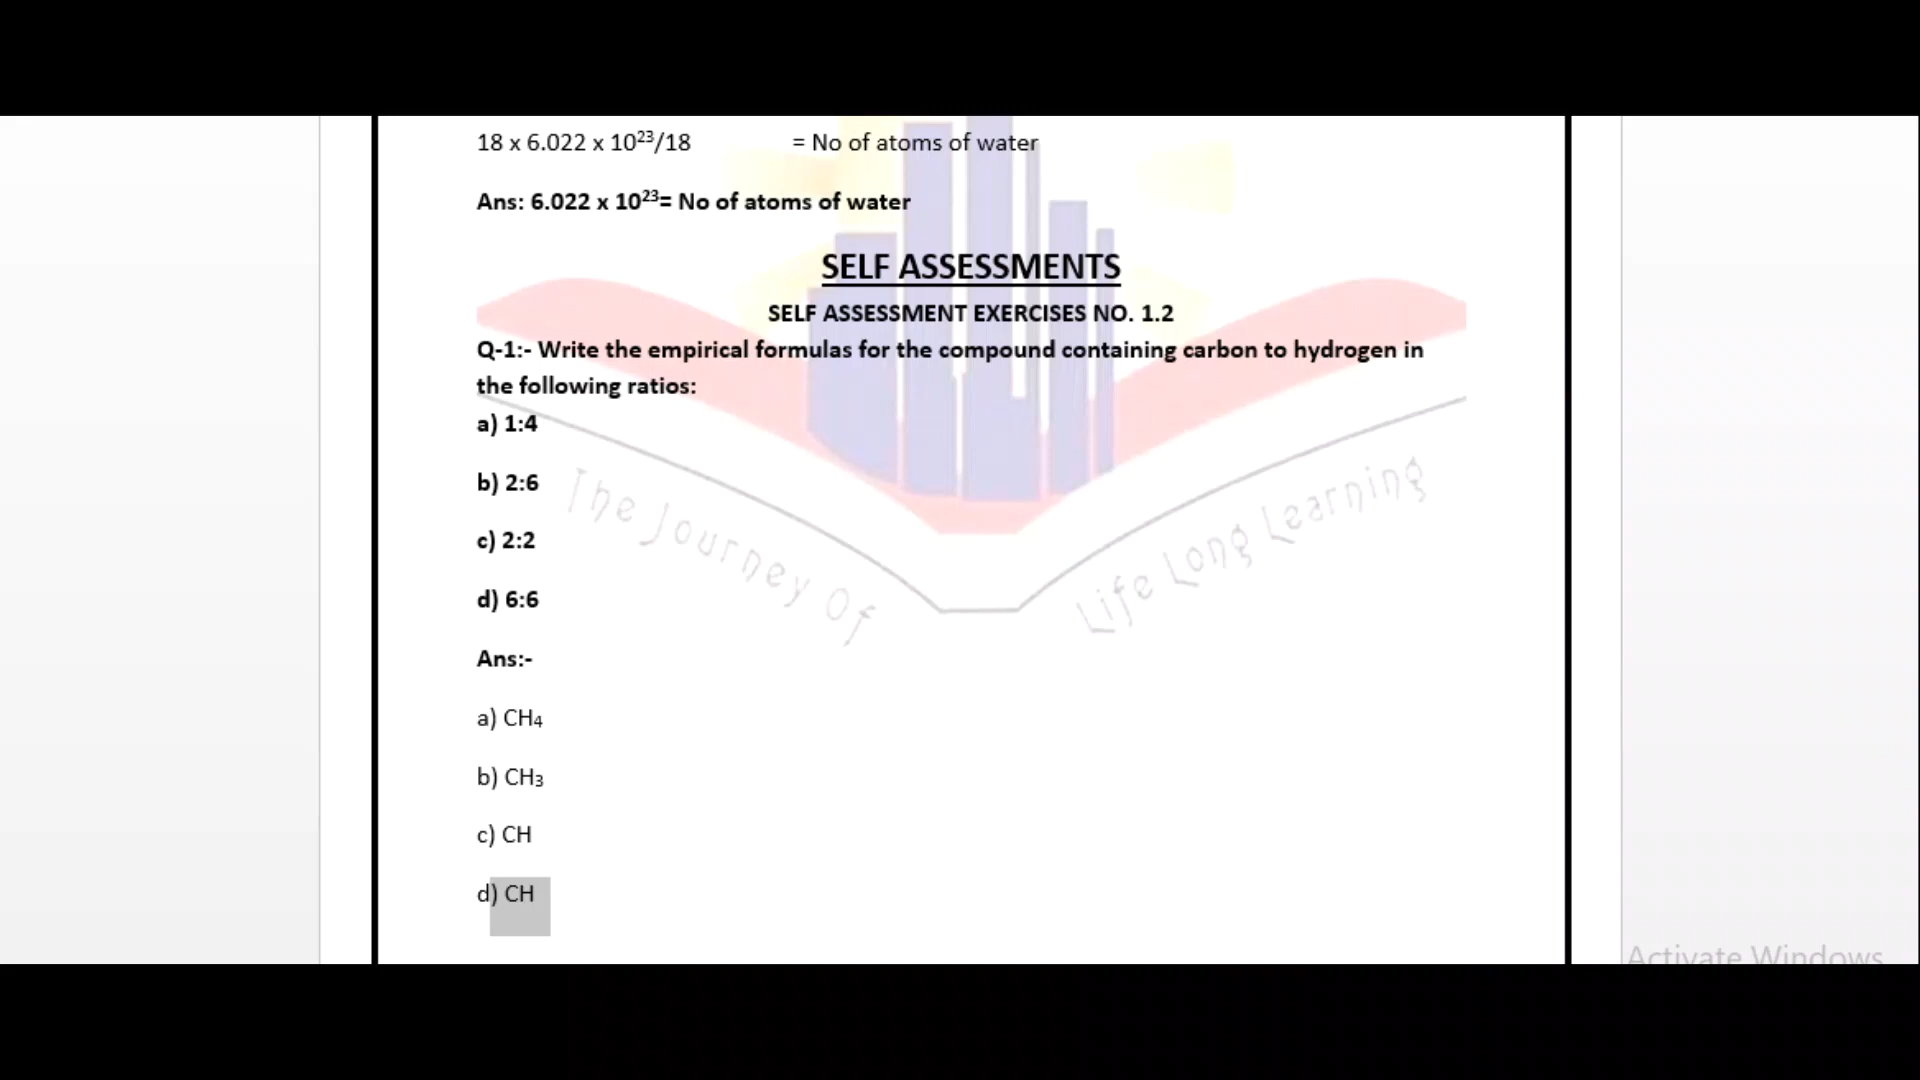 18 x 6.022 x 10²³/18 = No of atoms of water
Ans: 6.022 x 10²³= No of atoms of water
SELF ASSESSMENTS
SELF ASSESSMENT EXERCISES NO. 1.2
Q-1:- Write the empirical formulas for the compound containing carbon to hydrogen in
the following ratios:
a) 1:4
b) 2:6
c) 2:2
d) 6:6
The Journey Of Life Long Learning
Ans:-
a) CH₄
b) CH₃
c) CH
d) CH
Activate Windows